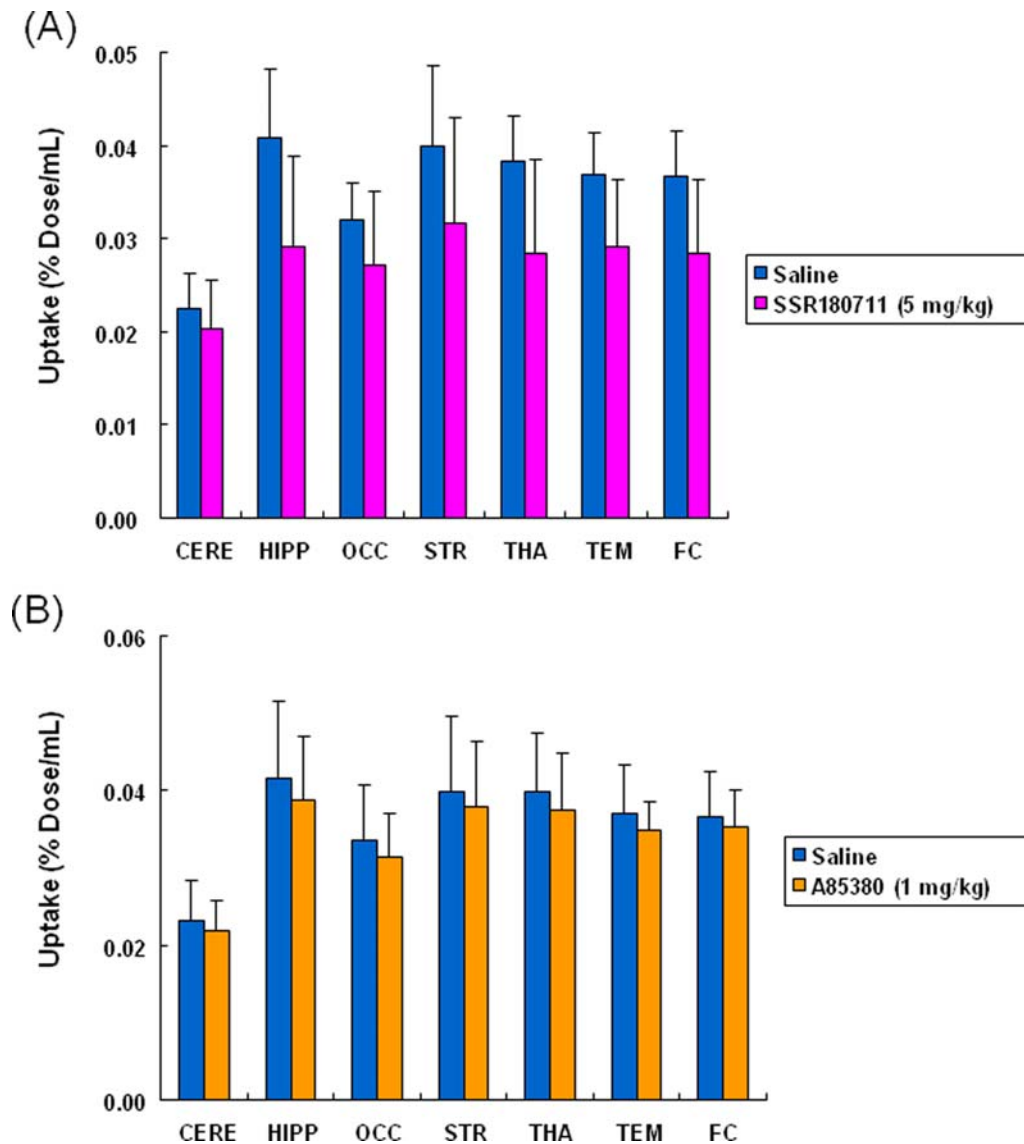 (A)
Uptake (% Dose/mL)
0.05
0.04
0.03
0.02
0.01
0.00
CERE HIPP OCC STR THA TEM FC
Saline
SSR180711 (5 mg/kg)
(B)
Uptake (% Dose/mL)
0.06
0.04
0.02
0.00
CERE HIPP OCC STR THA TEM FC
Saline
A85380 (1 mg/kg)